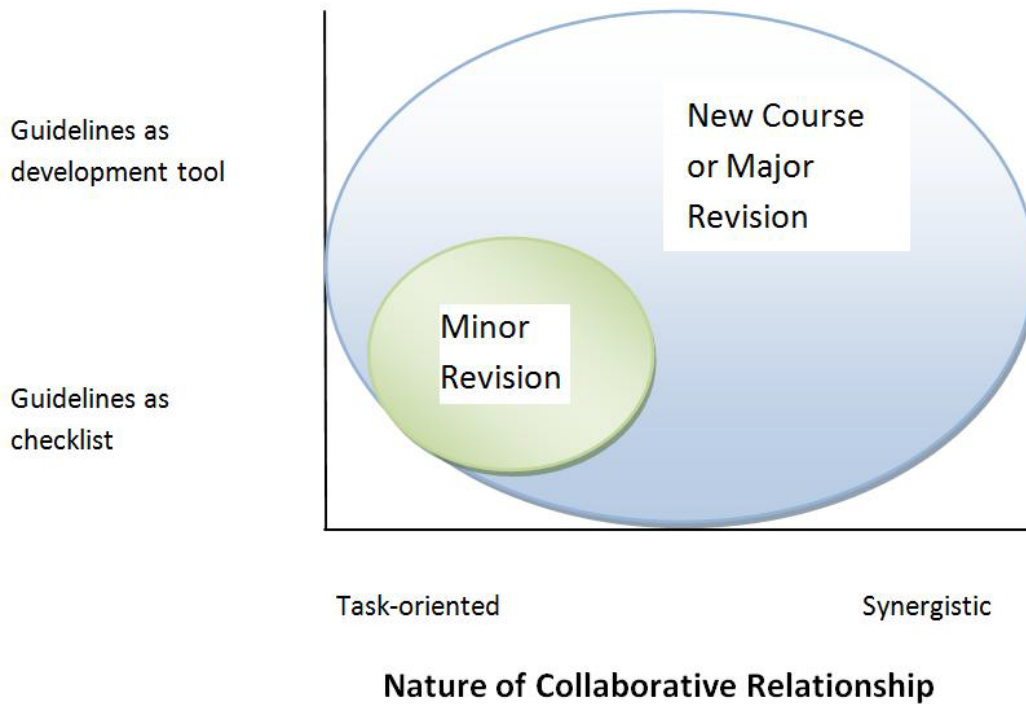 Guidelines as
development tool
New Course
or Major
Revision
Minor
Revision
Guidelines as
checklist
Task-oriented
Synergistic
Nature of Collaborative Relationship